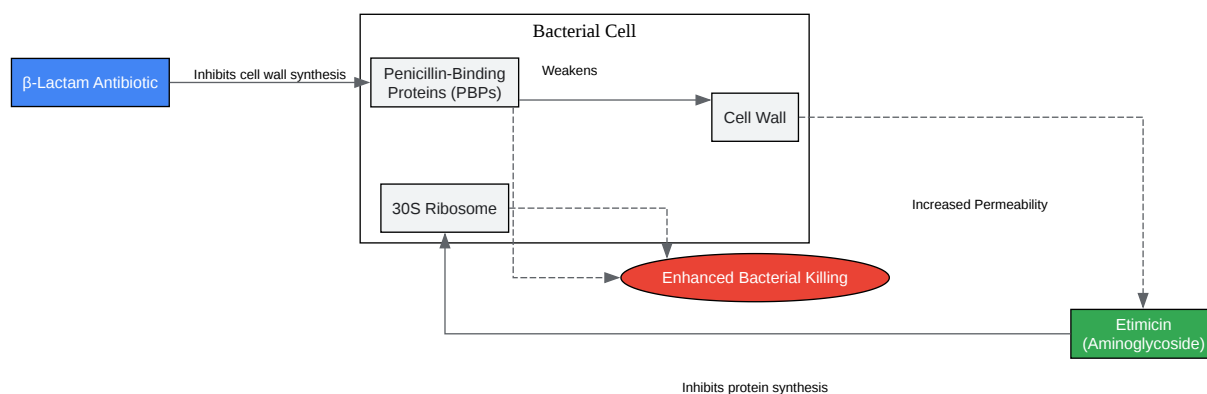 Bacterial Cell
β-Lactam Antibiotic
Inhibits cell wall synthesis
Penicillin-Binding
Proteins (PBPs)
Weakens
Cell Wall
30S Ribosome
Increased Permeability
Enhanced Bacterial Killing
Etimicin
(Aminoglycoside)
Inhibits protein synthesis